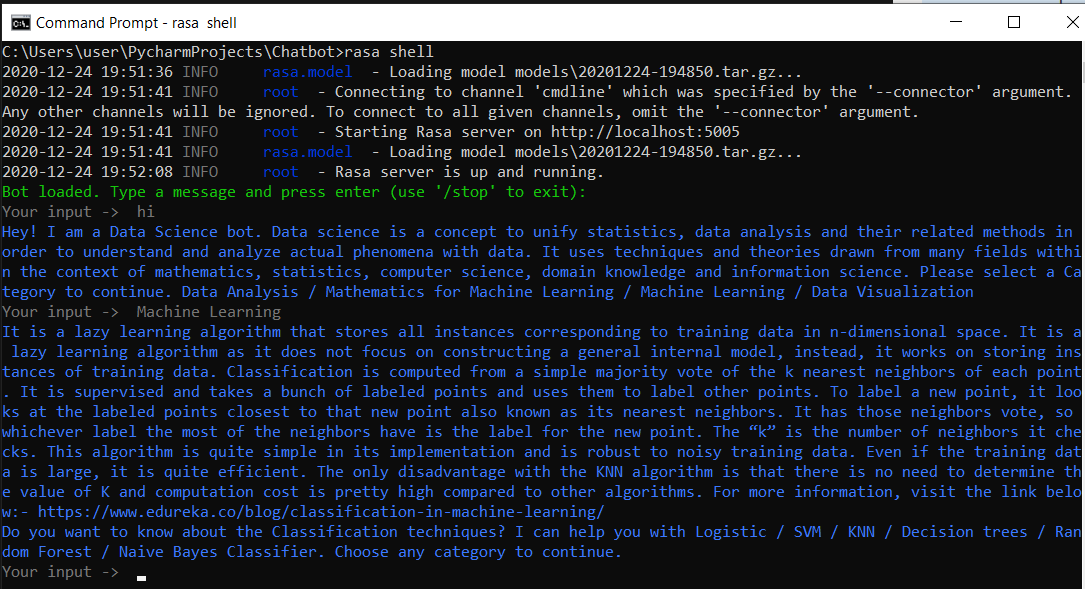 Command Prompt - rasa  shell
C:\Users\user\PycharmProjects\Chatbot>rasa shell
2020-12-24 19:51:36 INFO     rasa.model  - Loading model models\20201224-194850.tar.gz...
2020-12-24 19:51:41 INFO     root  - Connecting to channel 'cmdline' which was specified by the '--connector' argument.
Any other channels will be ignored. To connect to all given channels, omit the '--connector' argument.
2020-12-24 19:51:41 INFO     root  - Starting Rasa server on http://localhost:5005
2020-12-24 19:51:41 INFO     rasa.model  - Loading model models\20201224-194850.tar.gz...
2020-12-24 19:52:08 INFO     root  - Rasa server is up and running.
Bot loaded. Type a message and press enter (use '/stop' to exit):
Your input ->  hi
Hey! I am a Data Science bot. Data science is a concept to unify statistics, data analysis and their related methods in
order to understand and analyze actual phenomena with data. It uses techniques and theories drawn from many fields withi
n the context of mathematics, statistics, computer science, domain knowledge and information science. Please select a Ca
tegory to continue. Data Analysis / Mathematics for Machine Learning / Machine Learning / Data Visualization
Your input ->  Machine Learning
It is a lazy learning algorithm that stores all instances corresponding to training data in n-dimensional space. It is a
 lazy learning algorithm as it does not focus on constructing a general internal model, instead, it works on storing ins
tances of training data. Classification is computed from a simple majority vote of the k nearest neighbors of each point
. It is supervised and takes a bunch of labeled points and uses them to label other points. To label a new point, it loo
ks at the labeled points closest to that new point also known as its nearest neighbors. It has those neighbors vote, so
whichever label the most of the neighbors have is the label for the new point. The “k” is the number of neighbors it che
cks. This algorithm is quite simple in its implementation and is robust to noisy training data. Even if the training dat
a is large, it is quite efficient. The only disadvantage with the KNN algorithm is that there is no need to determine th
e value of K and computation cost is pretty high compared to other algorithms. For more information, visit the link belo
w:- https://www.edureka.co/blog/classification-in-machine-learning/
Do you want to know about the Classification techniques? I can help you with Logistic / SVM / KNN / Decision trees / Ran
dom Forest / Naive Bayes Classifier. Choose any category to continue.
Your input ->